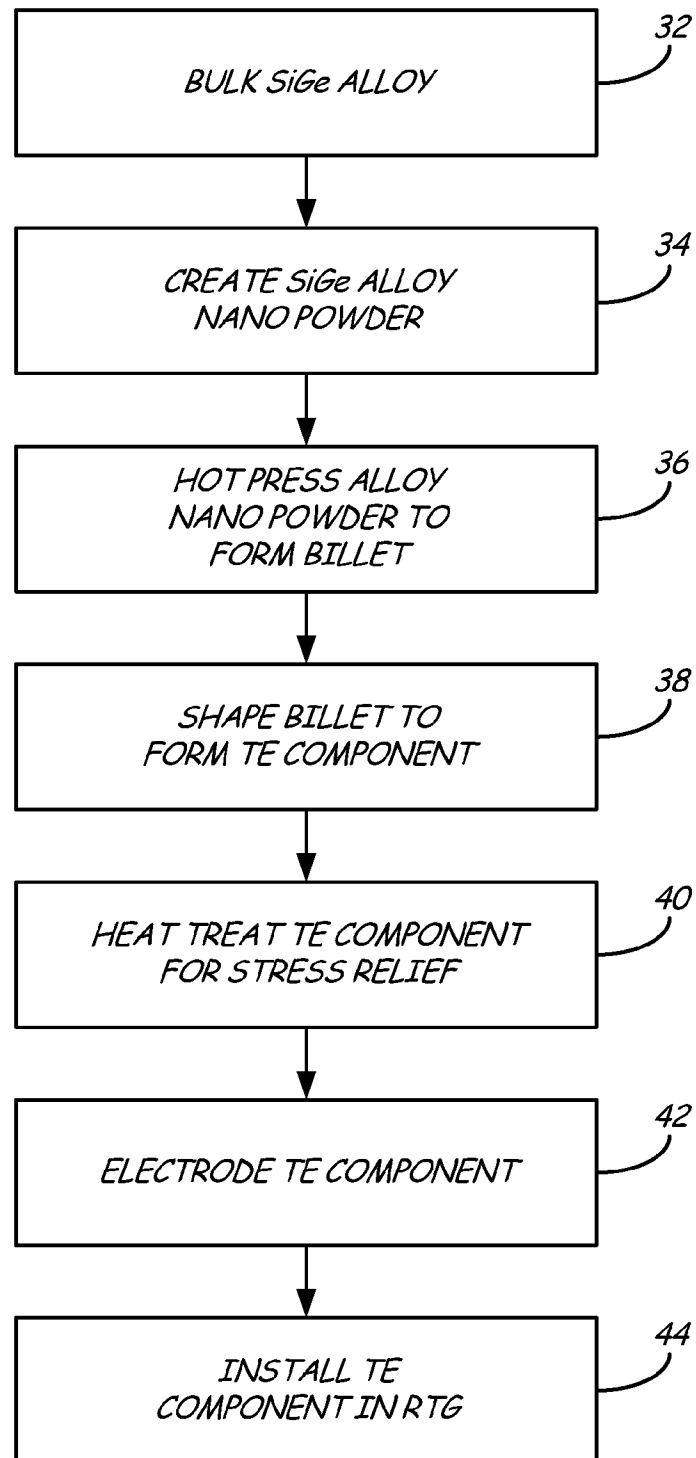 32
BULK SiGe ALLOY
34
CREATE SiGe ALLOY
NANO POWDER
36
HOT PRESS ALLOY
NANO POWDER TO
FORM BILLET
38
SHAPE BILLET TO
FORM TE COMPONENT
40
HEAT TREAT TE COMPONENT
FOR STRESS RELIEF
42
ELECTRODE TE COMPONENT
44
INSTALL TE
COMPONENT IN RTG